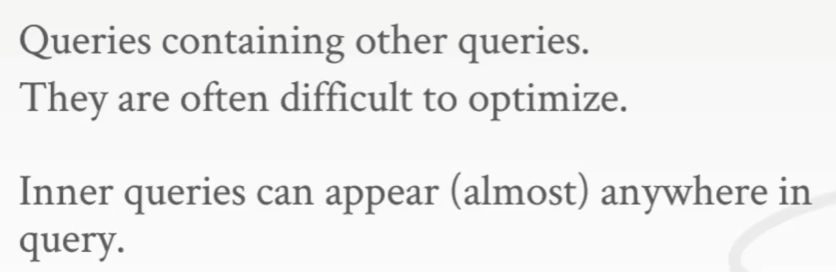 Queries containing other queries.
They are often difficult to optimize.
Inner queries can appear (almost) anywhere in
query.